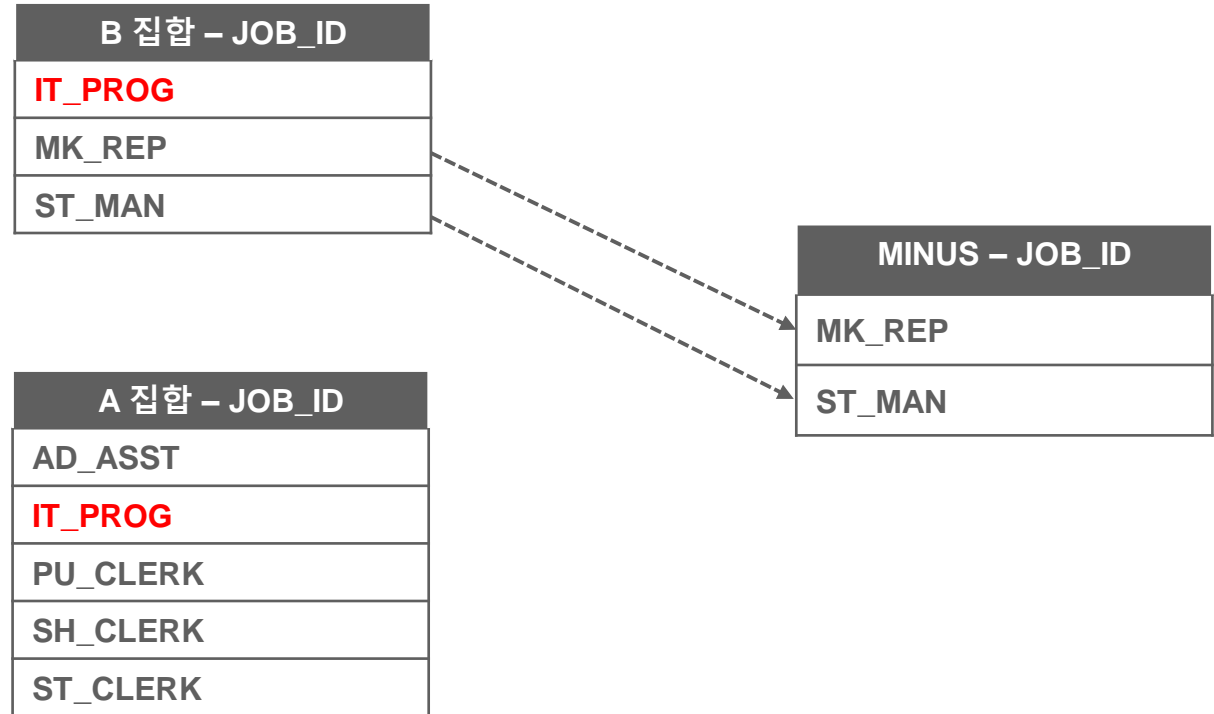 B 집합 – JOB_ID
IT_PROG
MK_REP
ST_MAN
MINUS – JOB_ID
MK_REP
ST_MAN
A 집합 – JOB_ID
AD_ASST
IT_PROG
PU_CLERK
SH_CLERK
ST_CLERK